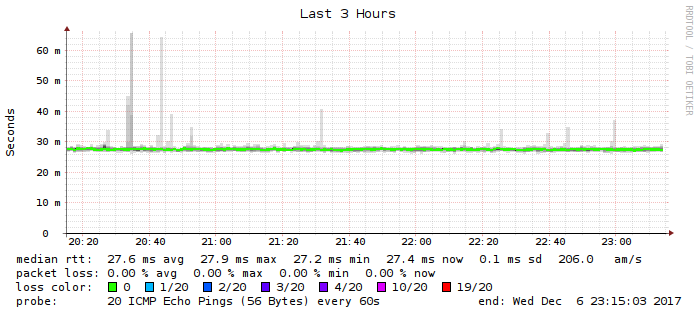 Last 3 Hours
RRDTOOL / TOBI OETIKER
Seconds
60 m
50 m
40 m
30 m
20 m
10 m
0
20:20 20:40 21:00 21:20 21:40 22:00 22:20 22:40 23:00
median rtt: 27.6 ms avg 27.9 ms max 27.2 ms min 27.4 ms now 0.1 ms sd 206.0 am/s
packet loss: 0.00 % avg 0.00 % max 0.00 % min 0.00 % now
loss color: 0 1/20 2/20 3/20 4/20 10/20 19/20
probe: 20 ICMP Echo Pings (56 Bytes) every 60s end: Wed Dec 6 23:15:03 2017